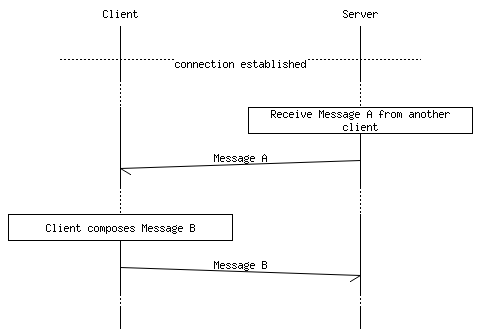 Client
Server
connection established
Receive Message A from another
client
Message A
Client composes Message B
Message B